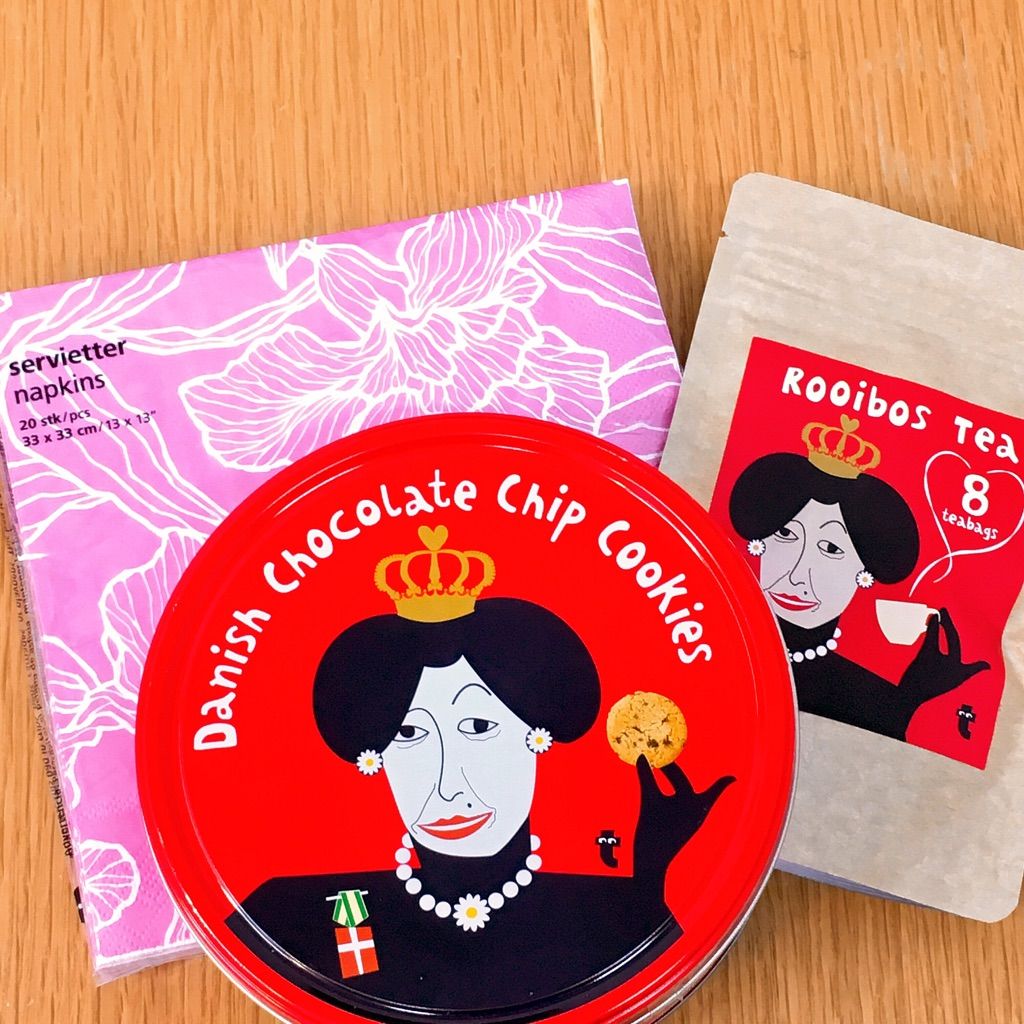 servietter
napkins
20 stk/pcs
33 x 33 cm/13 x 13"
Danish Chocolate Chip Cookies
t
Rooibos Tea
8
teabags
t